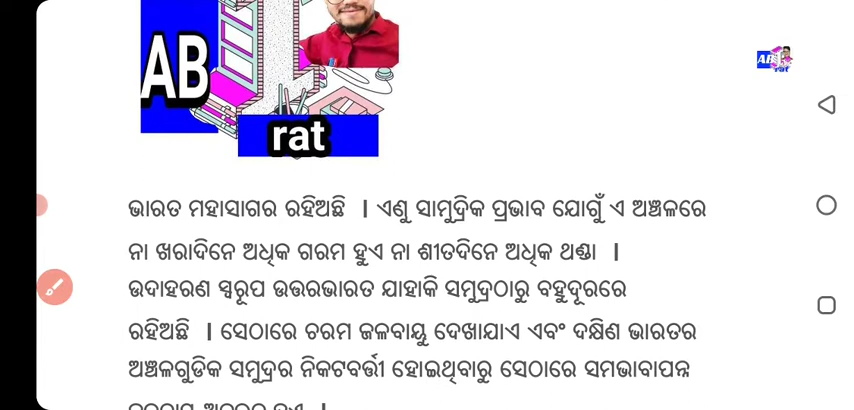 AB
rat
ଭାରତ ମହାସାଗର ରହିଅଛି । ଏଣୁ ସାମୁଦ୍ରିକ ପ୍ରଭାବ ଯୋଗୁଁ ଏ ଅଞ୍ଚଳରେ
ନା ଖରାଦିନେ ଅଧିକ ଗରମ ହୁଏ ନା ଶୀତଦିନେ ଅଧିକ ଥଣ୍ଡା ।
ଉଦାହରଣ ସ୍ୱରୂପ ଉତ୍ତରଭାରତ ଯାହାକି ସମୁଦ୍ରଠାରୁ ବହୁଦୂରରେ
ରହିଅଛି । ସେଠାରେ ଚରମ ଜଳବାୟୁ ଦେଖାଯାଏ ଏବଂ ଦକ୍ଷିଣ ଭାରତର
ଅଞ୍ଚଳଗୁଡିକ ସମୁଦ୍ରର ନିକଟବର୍ତ୍ତୀ ହୋଇଥିବାରୁ ସେଠାରେ ସମଭାବାପନ୍ନ